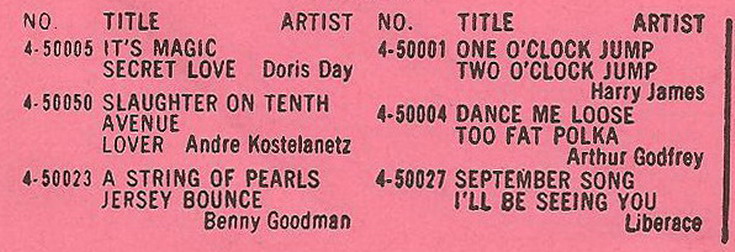 NO. TITLE ARTIST
4-50005 IT'S MAGIC
SECRET LOVE Doris Day
4-50050 SLAUGHTER ON TENTH
AVENUE
LOVER Andre Kostelanetz
4-50023 A STRING OF PEARLS
JERSEY BOUNCE
Benny Goodman
NO. TITLE ARTIST
4-50001 ONE O'CLOCK JUMP
TWO O'CLOCK JUMP
Harry James
4-50004 DANCE ME LOOSE
TOO FAT POLKA
Arthur Godfrey
4-50027 SEPTEMBER SONG
I'LL BE SEEING YOU
Liberace